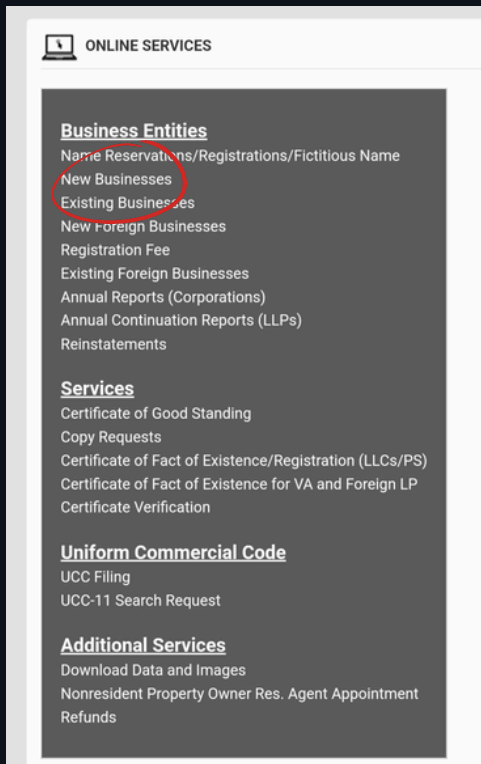 ONLINE SERVICES
Business Entities
Name Reservations/Registrations/Fictitious Name
New Businesses
Existing Businesses
New Foreign Businesses
Registration Fee
Existing Foreign Businesses
Annual Reports (Corporations)
Annual Continuation Reports (LLPs)
Reinstatements
Services
Certificate of Good Standing
Copy Requests
Certificate of Fact of Existence/Registration (LLCs/PS)
Certificate of Fact of Existence for VA and Foreign LP
Certificate Verification
Uniform Commercial Code
UCC Filing
UCC-11 Search Request
Additional Services
Download Data and Images
Nonresident Property Owner Res. Agent Appointment
Refunds